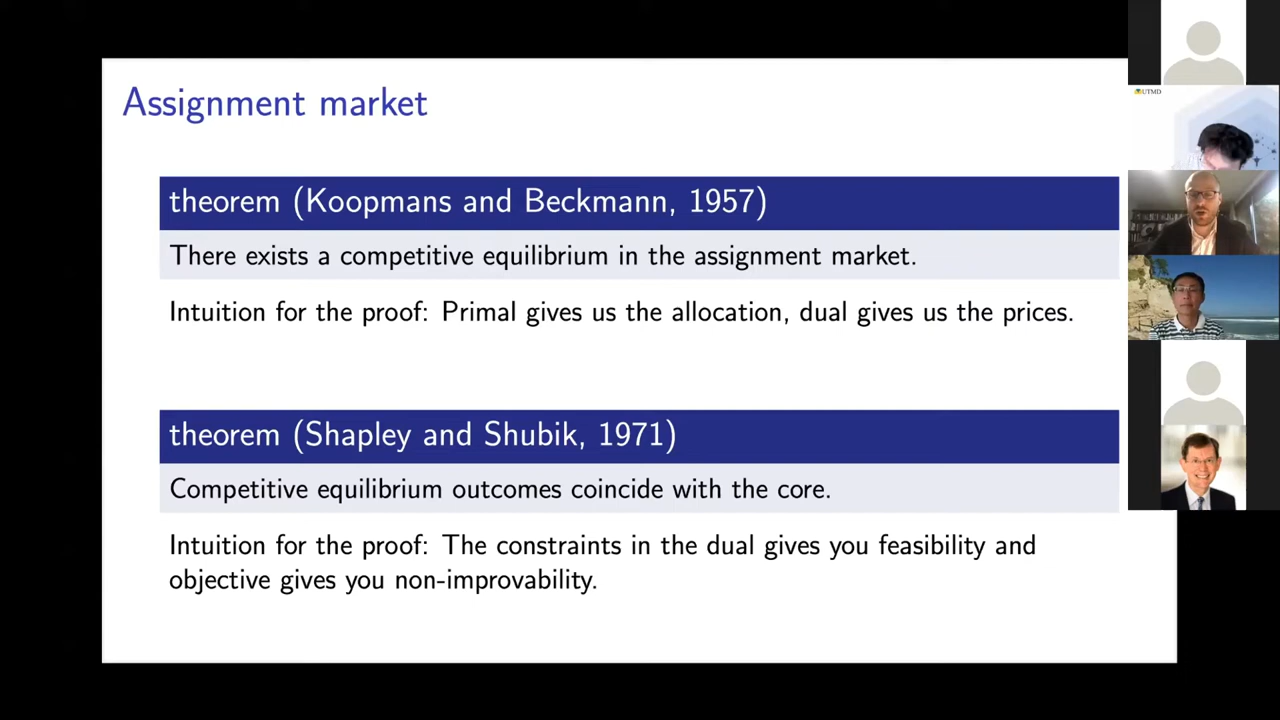 Assignment market
theorem (Koopmans and Beckmann, 1957)
There exists a competitive equilibrium in the assignment market.
Intuition for the proof: Primal gives us the allocation, dual gives us the prices.
theorem (Shapley and Shubik, 1971)
Competitive equilibrium outcomes coincide with the core.
Intuition for the proof: The constraints in the dual gives you feasibility and
objective gives you non-improvability.
UTMD